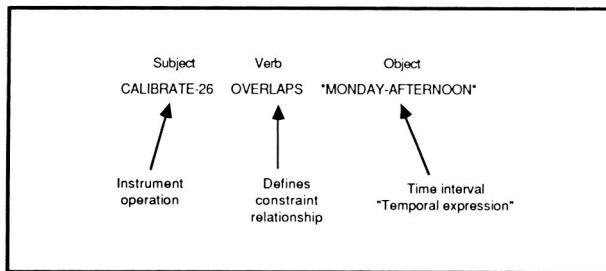 Subject Verb Object
CALIBRATE-26 OVERLAPS "MONDAY-AFTERNOON"
Instrument
operation
Defines
constraint
relationship
Time interval
"Temporal expression"